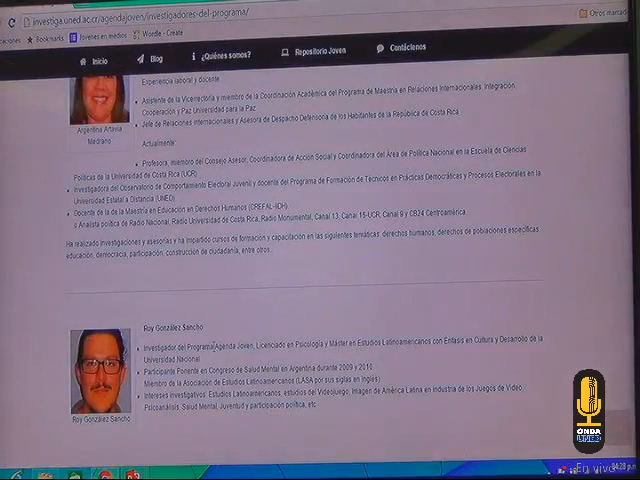 investiga.uned.ac.cr/agendajoven/investigadores-del-programa/
Bookmarks Jóvenes en medios Wordle - Create Otros marcado
Inicio Blog ¿Quiénes somos? Repositorio Joven Contáctenos
Experiencia laboral y docente
Asistente de la Vicerrectoría y miembro de la Coordinación Académica del Programa de Maestría en Relaciones Internacionales, Integración,
Cooperación y Paz Universidad para la Paz
Jefe de Relaciones Internacionales y Asesora de Despacho Defensoría de los Habitantes de la República de Costa Rica
Argentina Artavia
Medrano
Actualmente:
Profesora, miembro del Consejo Asesor, Coordinadora de Acción Social y Coordinadora del Área de Política Nacional en la Escuela de Ciencias
Políticas de la Universidad de Costa Rica (UCR)
Investigadora del Observatorio de Comportamiento Electoral Juvenil y docente del Programa de Formación de Técnicos en Prácticas Democráticas y Procesos Electorales en la
Universidad Estatal a Distancia (UNED)
Docente de la de la Maestría en Educación en Derechos Humanos (CREFAL-IIDH).
o Analista política de Radio Nacional, Radio Universidad de Costa Rica, Radio Monumental, Canal 13, Canal 15-UCR, Canal 9 y CB24 Centroamérica
Ha realizado investigaciones y asesorías y ha impartido cursos de formación y capacitación en las siguientes temáticas: derechos humanos, derechos de poblaciones específicas,
educación, democracia, participación, construcción de ciudadanía, entre otros.
Roy González Sancho
Investigador del Programa Agenda Joven, Licenciado en Psicología y Máster en Estudios Latinoamericanos con Énfasis en Cultura y Desarrollo de la
Universidad Nacional
Participante Ponente en Congreso de Salud Mental en Argentina durante 2009 y 2010.
Miembro de la Asociación de Estudios Latinoamericanos (LASA por sus siglas en inglés)
Intereses investigativos: Estudios Latinoamericanos, estudios del Videojuego, Imagen de América Latina en Industria de los Juegos de Video,
Psicoanálisis, Salud Mental, Juventud y participación política, etc.
Roy González Sancho
ONDA
UNED
En vivo
04:28 p.m